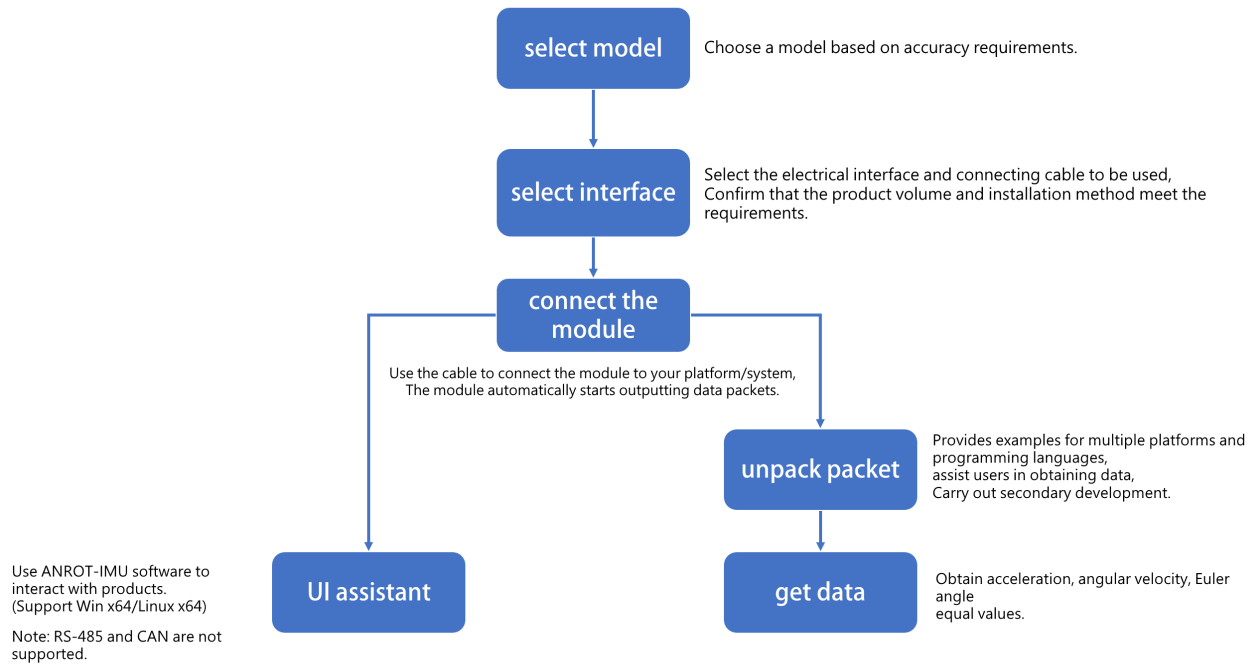 select model
Choose a model based on accuracy requirements.
select interface
Select the electrical interface and connecting cable to be used,
Confirm that the product volume and installation method meet the
requirements.
connect the
module
Use the cable to connect the module to your platform/system,
The module automatically starts outputting data packets.
unpack packet
Provides examples for multiple platforms and
programming languages,
assist users in obtaining data,
Carry out secondary development.
Use ANROT-IMU software to
interact with products.
(Support Win x64/Linux x64)
Note: RS-485 and CAN are not
supported.
UI assistant
get data
Obtain acceleration, angular velocity, Euler
angle
equal values.